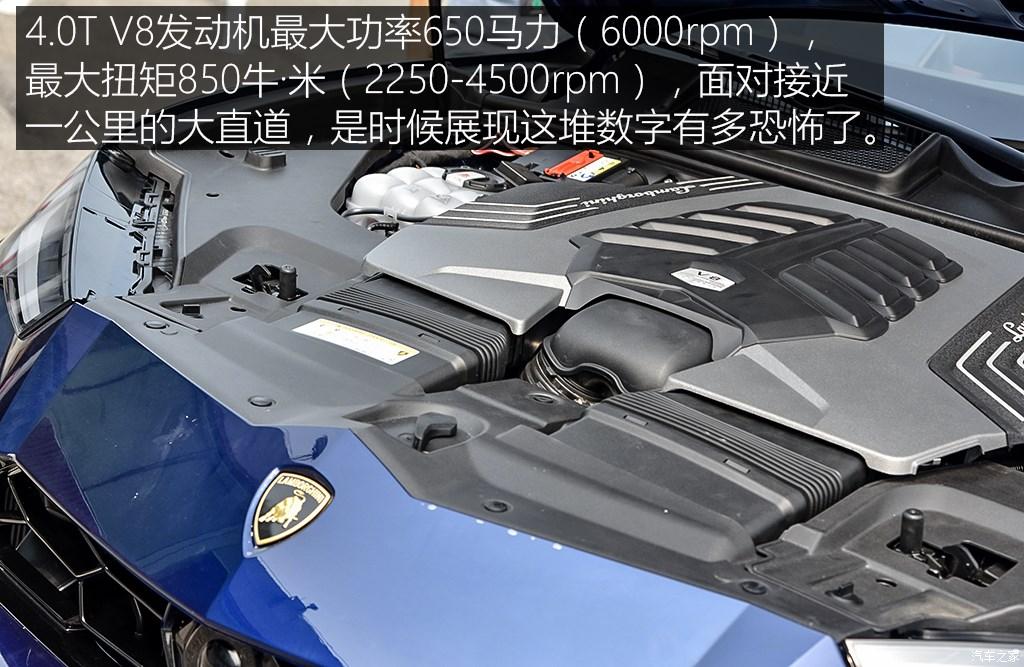 4.0T V8发动机最大功率650马力（6000rpm），
最大扭矩850牛·米（2250-4500rpm），面对接近
一公里的大直道，是时候展现这堆数字有多恐怖了。
Lamborghini
V8
LAMBORGHINI
汽车之家